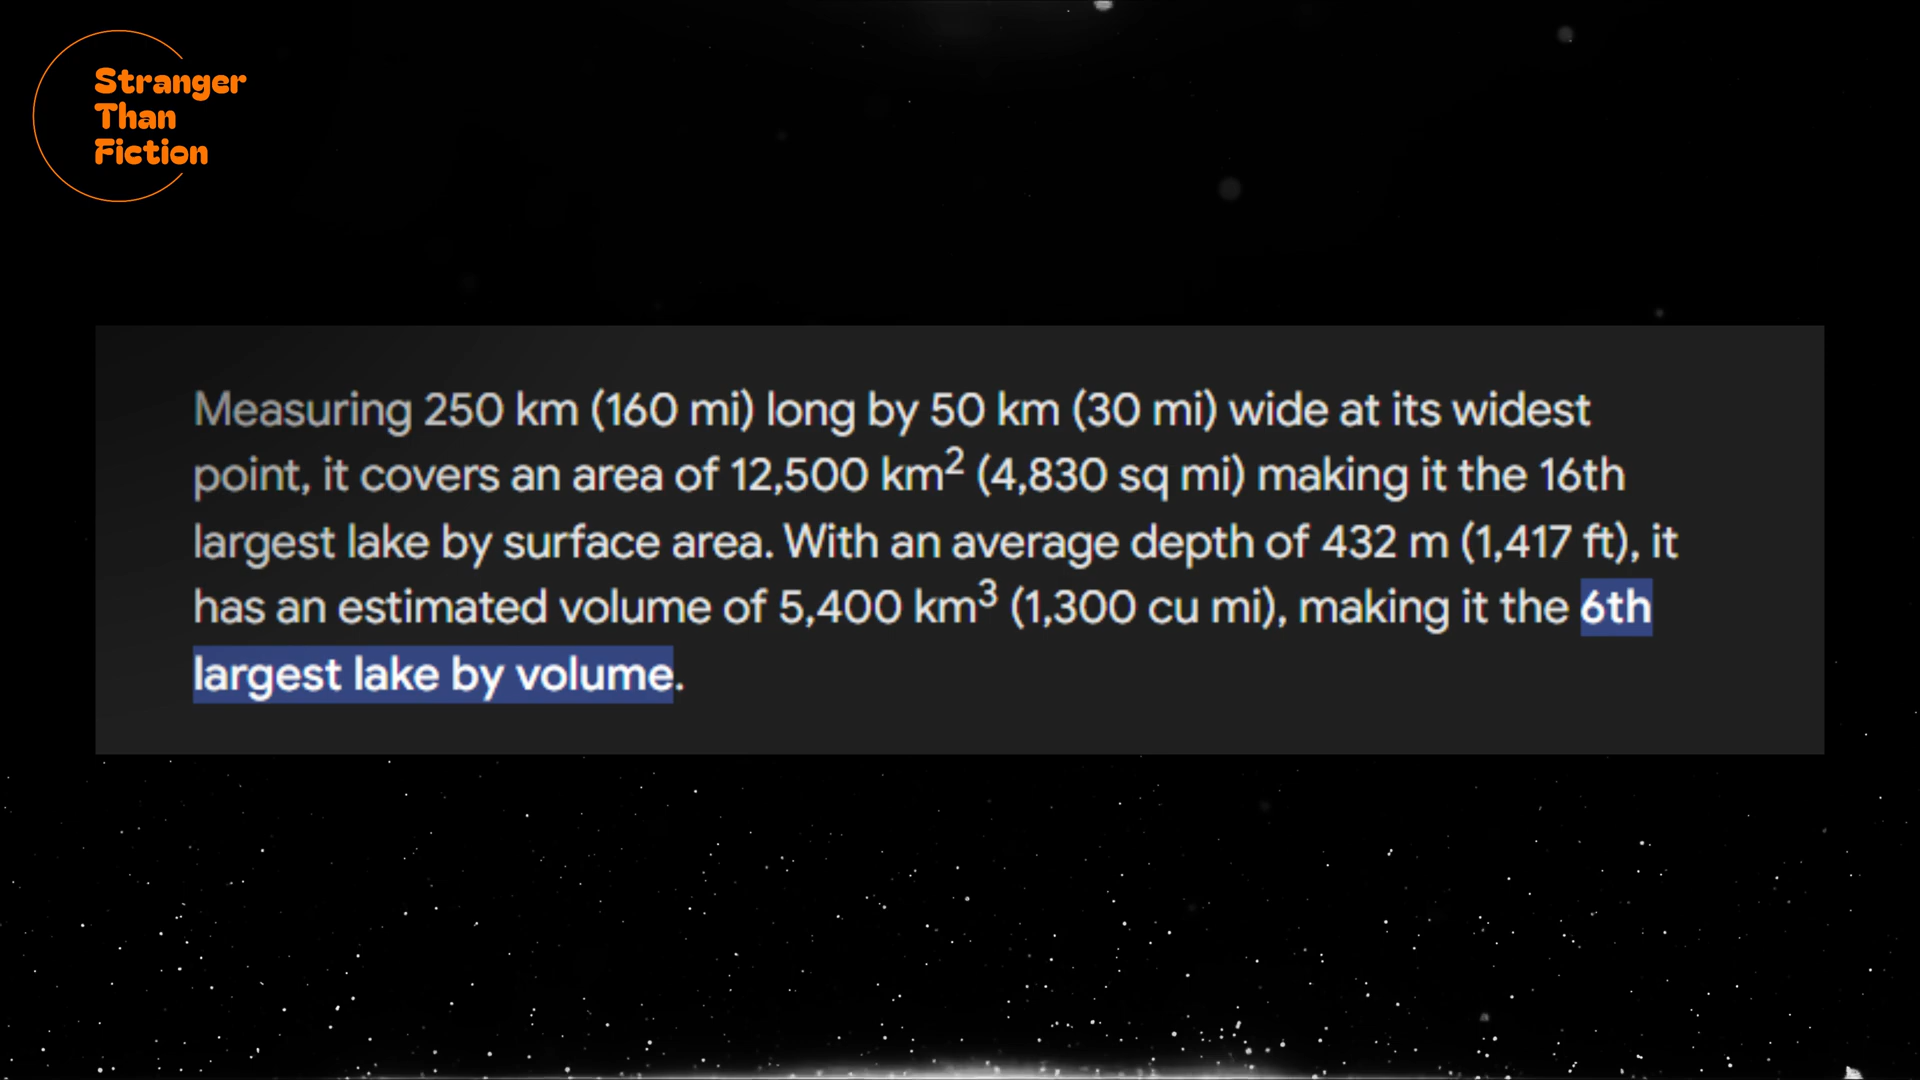 Stranger
Than
Fiction
Measuring 250 km (160 mi) long by 50 km (30 mi) wide at its widest
point, it covers an area of 12,500 km² (4,830 sq mi) making it the 16th
largest lake by surface area. With an average depth of 432 m (1,417 ft), it
has an estimated volume of 5,400 km³ (1,300 cu mi), making it the 6th
largest lake by volume.